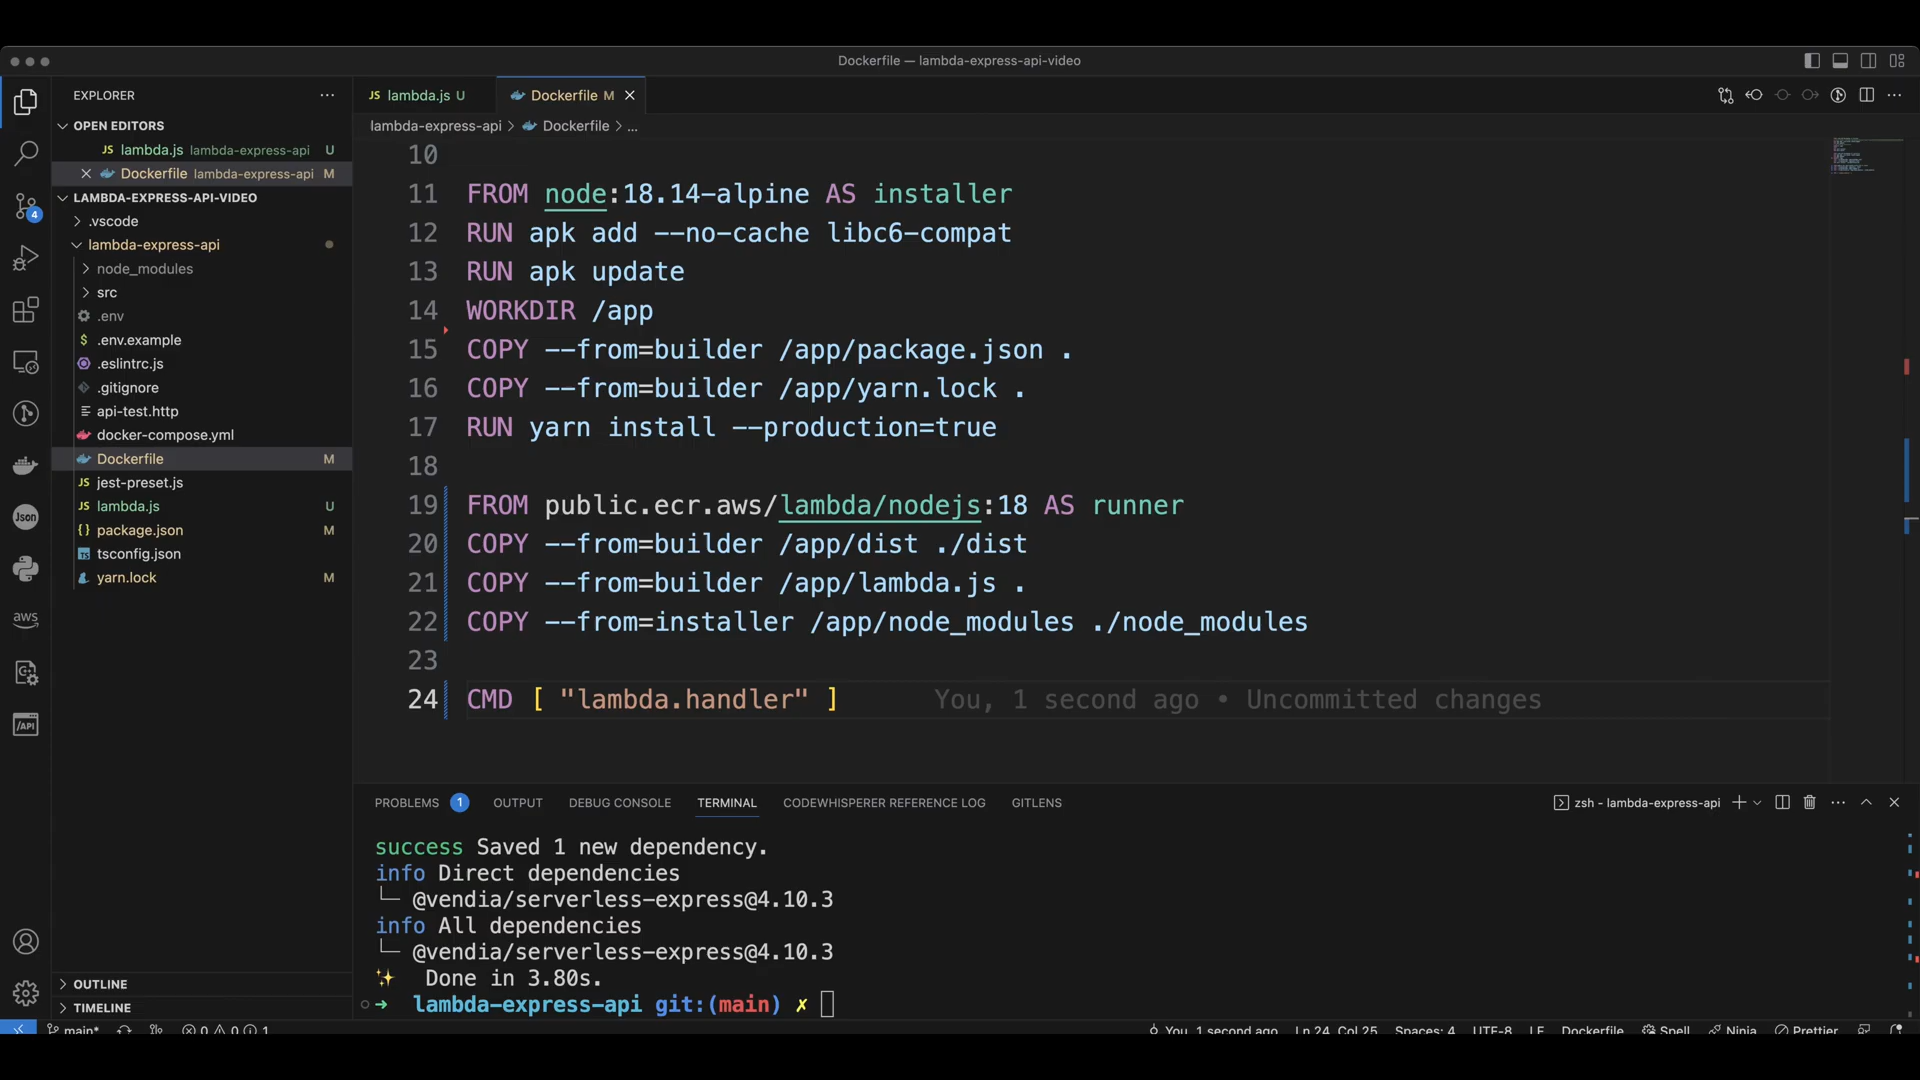 Dockerfile — lambda-express-api-video
EXPLORER
OPEN EDITORS
JS lambda.js lambda-express-api U
Dockerfile lambda-express-api M
LAMBDA-EXPRESS-API-VIDEO
.vscode
lambda-express-api
node_modules
src
.env
$ .env.example
.eslintrc.js
.gitignore
api-test.http
docker-compose.yml
Dockerfile M
JS jest-preset.js
JS lambda.js U
{} package.json M
TS tsconfig.json
yarn.lock M
OUTLINE
TIMELINE
4
Json
aws
/API
JS lambda.js U
Dockerfile M
lambda-express-api > Dockerfile > ...
10
11 FROM node:18.14-alpine AS installer
12 RUN apk add --no-cache libc6-compat
13 RUN apk update
14 WORKDIR /app
15 COPY --from=builder /app/package.json .
16 COPY --from=builder /app/yarn.lock .
17 RUN yarn install --production=true
18
19 FROM public.ecr.aws/lambda/nodejs:18 AS runner
20 COPY --from=builder /app/dist ./dist
21 COPY --from=builder /app/lambda.js .
22 COPY --from=installer /app/node_modules ./node_modules
23
24 CMD [ "lambda.handler" ] You, 1 second ago • Uncommitted changes
PROBLEMS 1 OUTPUT DEBUG CONSOLE TERMINAL CODEWHISPERER REFERENCE LOG GITLENS
zsh - lambda-express-api
success Saved 1 new dependency.
info Direct dependencies
└─ @vendia/serverless-express@4.10.3
info All dependencies
└─ @vendia/serverless-express@4.10.3
✨ Done in 3.80s.
➜ lambda-express-api git:(main) ✗
main* 0 0 1 You, 1 second ago Ln 24, Col 25 Spaces: 4 UTF-8 LF Dockerfile Spell Ninja Prettier